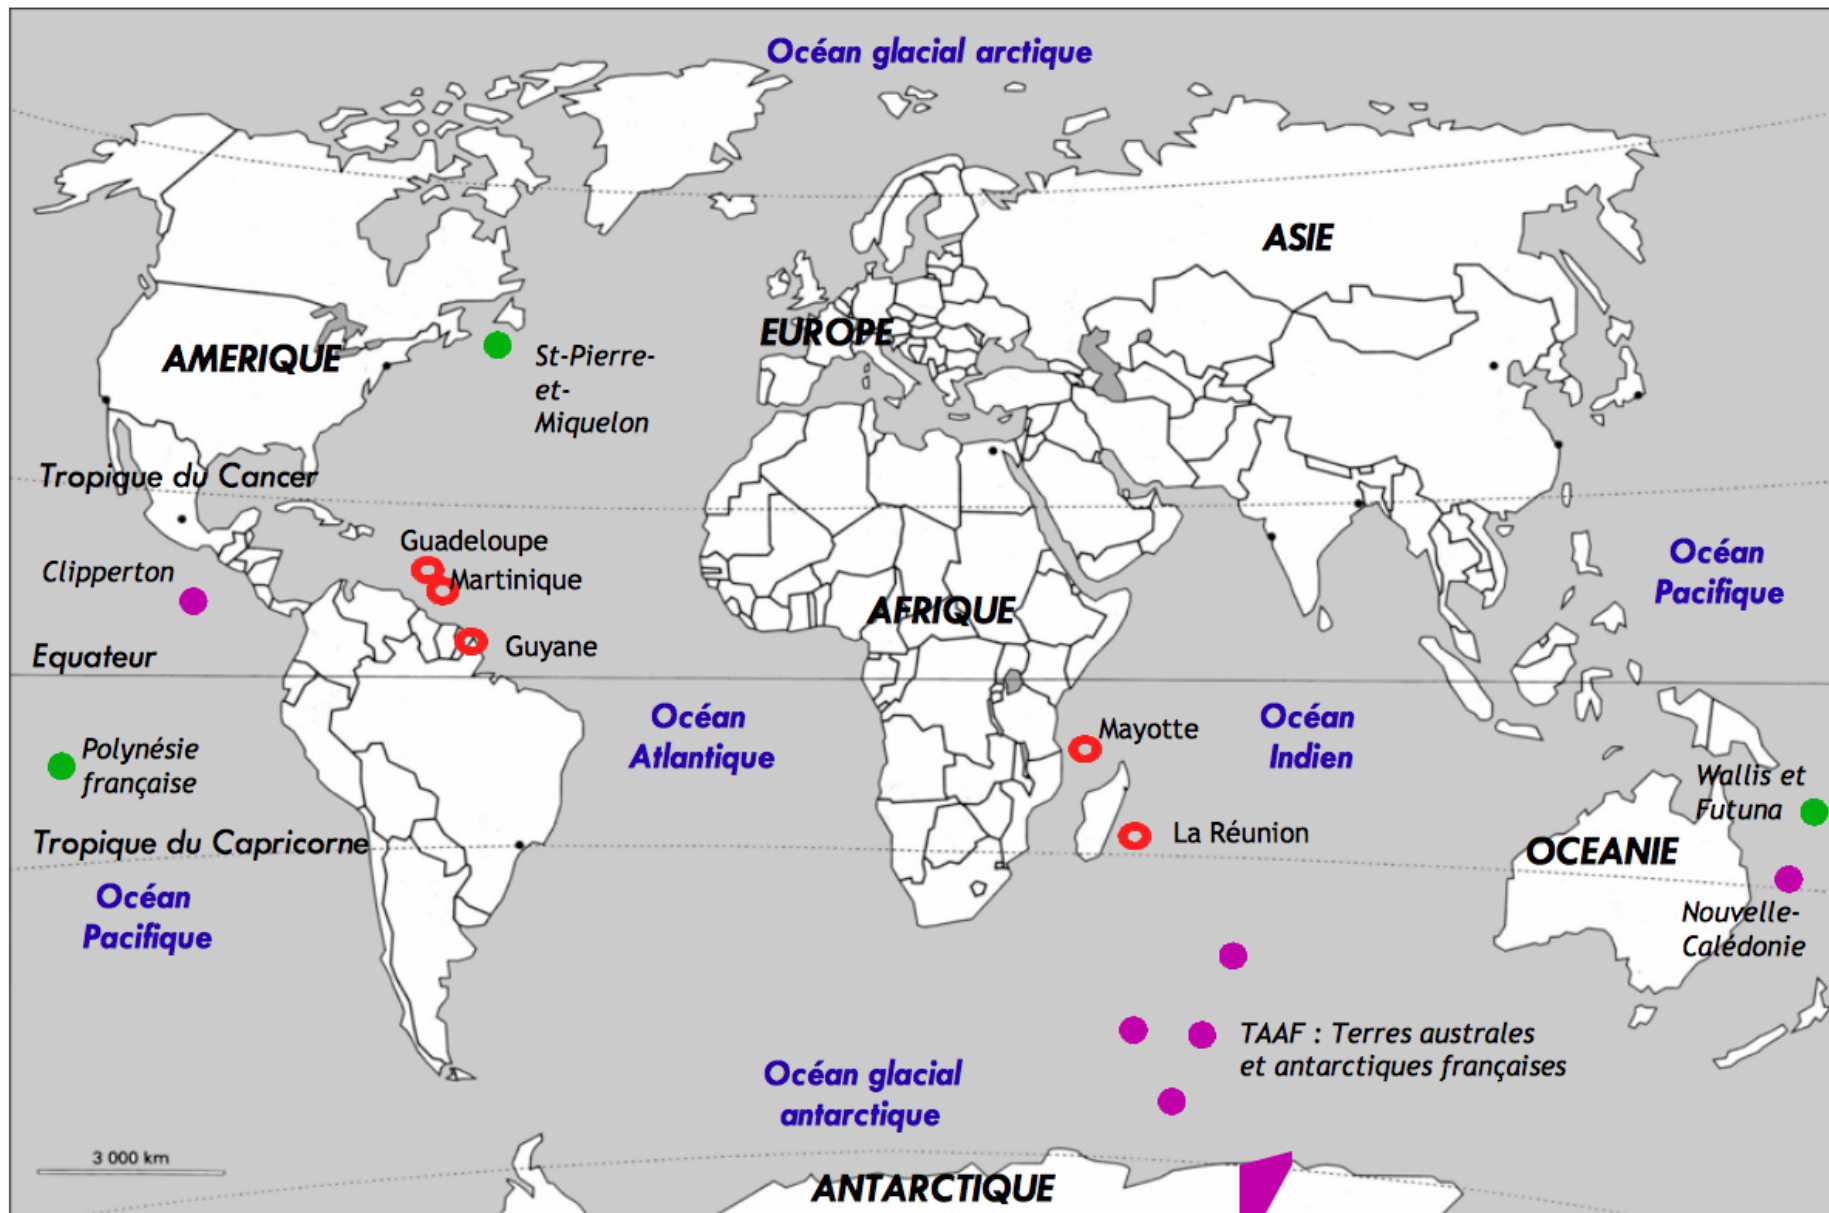 Océan glacial arctique
ASIE
EUROPE
AMERIQUE
St-Pierre-
et-
Miquelon
Tropique du Cancer
Guadeloupe
Clipperton
Martinique
Océan
Pacifique
AFRIQUE
Guyane
Equateur
Océan
Atlantique
Mayotte
Océan
Indien
Polynésie
française
Wallis et
Futuna
La Réunion
Tropique du Capricorne
OCEANIE
Océan
Pacifique
Nouvelle-
Calédonie
TAAF : Terres australes
et antarctiques françaises
Océan glacial
antarctique
3 000 km
ANTARCTIQUE